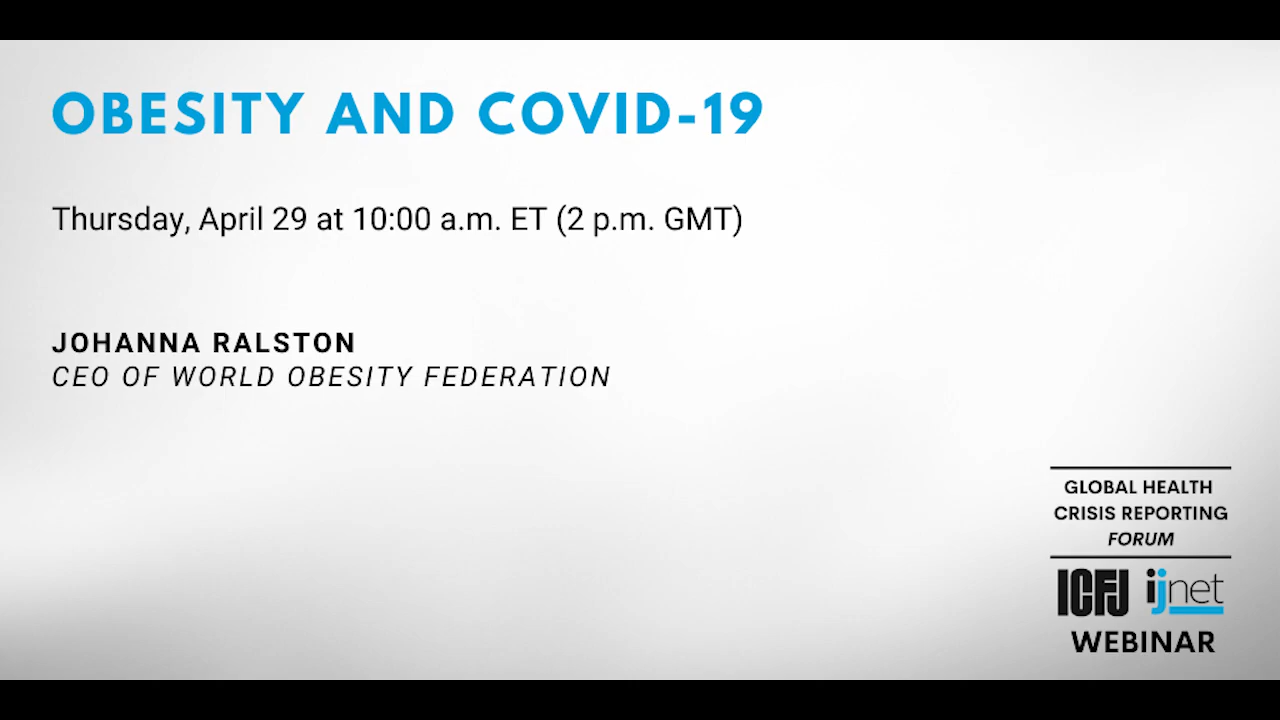 OBESITY AND COVID-19
Thursday, April 29 at 10:00 a.m. ET (2 p.m. GMT)
JOHANNA RALSTON
CEO OF WORLD OBESITY FEDERATION
GLOBAL HEALTH
CRISIS REPORTING
FORUM
ICFJ ijnet
WEBINAR